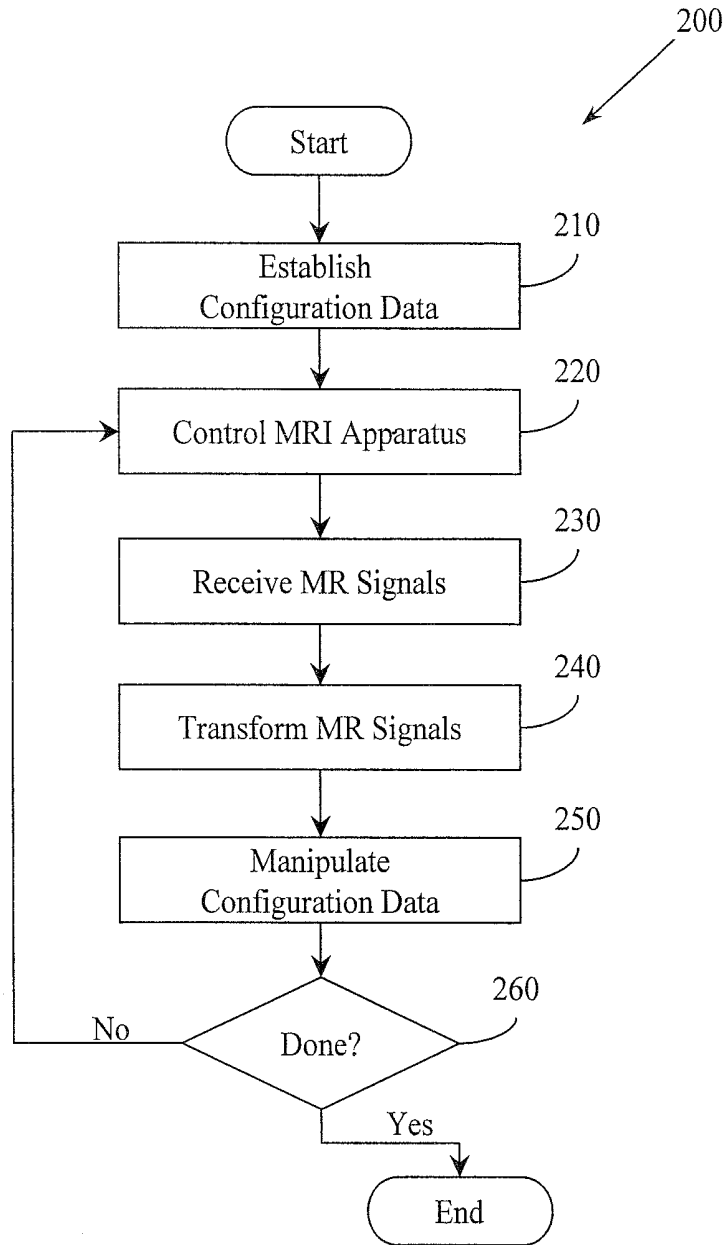 200
Start
210
Establish
Configuration Data
220
Control MRI Apparatus
230
Receive MR Signals
240
Transform MR Signals
250
Manipulate
Configuration Data
260
No
Done?
Yes
End